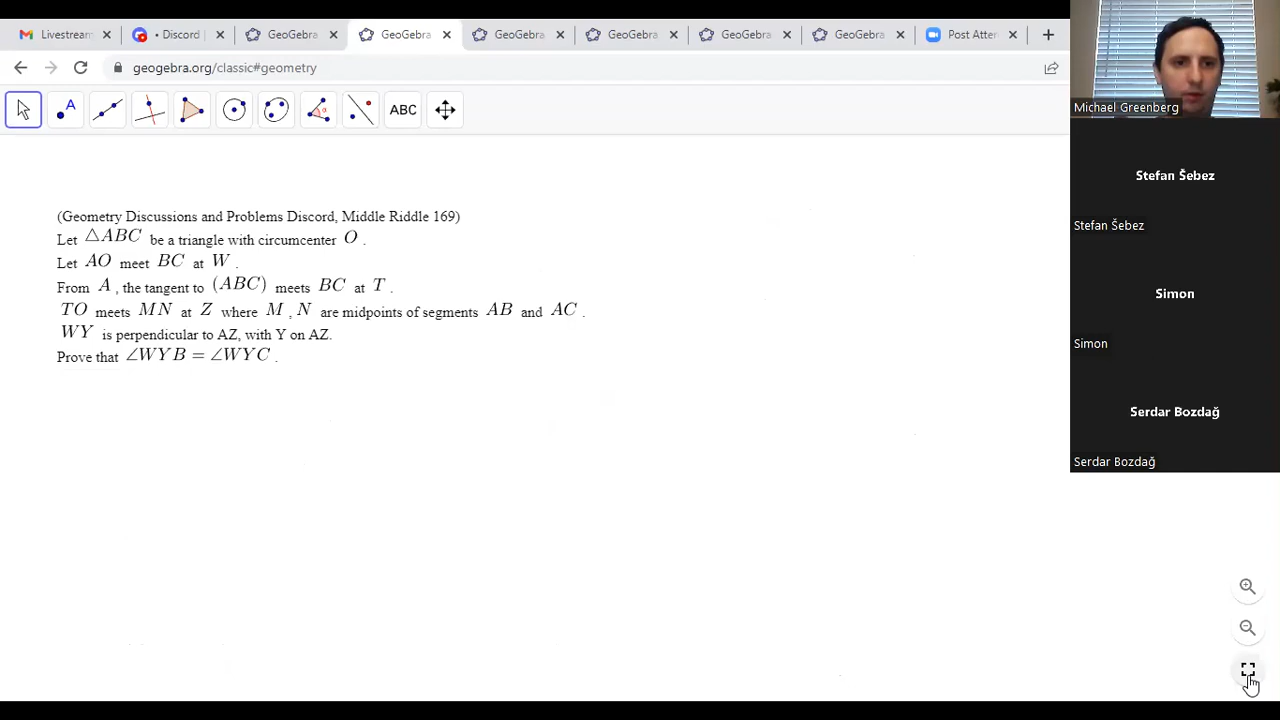 Livestream
• Discord |
GeoGebra
GeoGebra
GeoGebra
GeoGebra
GeoGebra
GeoGebra
Post Atter
geogebra.org/classic#geometry
A
ABC
Michael Greenberg
Stefan Šebez
Stefan Šebez
Simon
Simon
Serdar Bozdağ
Serdar Bozdağ
(Geometry Discussions and Problems Discord, Middle Riddle 169)
Let △ABC be a triangle with circumcenter O .
Let AO meet BC at W .
From A , the tangent to (ABC) meets BC at T .
TO meets MN at Z where M , N are midpoints of segments AB and AC .
WY is perpendicular to AZ, with Y on AZ.
Prove that ∠WYB = ∠WYC .